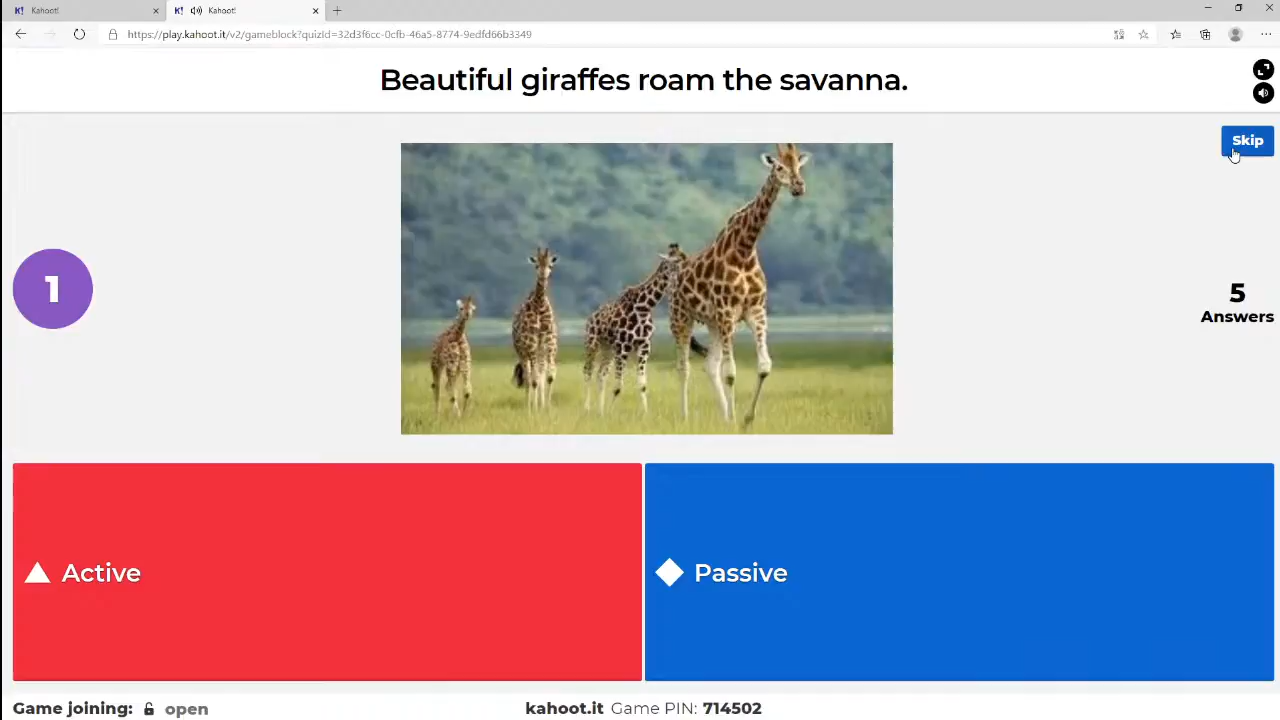 Kahoot!
Kahoot!
https://play.kahoot.it/v2/gameblock?quizId=32d3f6cc-0cfb-46a5-8774-9edfd66b3349
Beautiful giraffes roam the savanna.
Skip
1
5
Answers
Active
Passive
Game joining: open
kahoot.it Game PIN: 714502